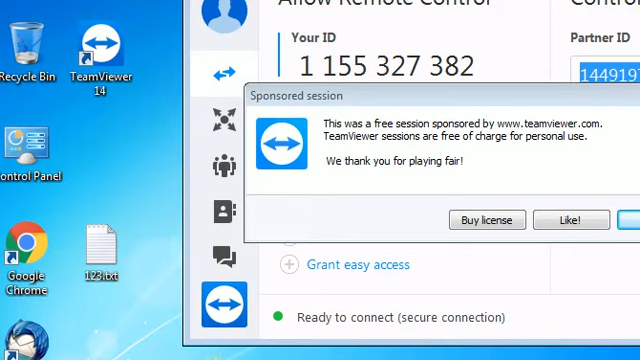 Allow Remote Control
Your ID
1 155 327 382
Partner ID
144919
Recycle Bin
TeamViewer
14
Sponsored session
This was a free session sponsored by www.teamviewer.com.
TeamViewer sessions are free of charge for personal use.
We thank you for playing fair!
Buy license
Like!
ontrol Panel
Google
Chrome
123.txt
Grant easy access
Ready to connect (secure connection)